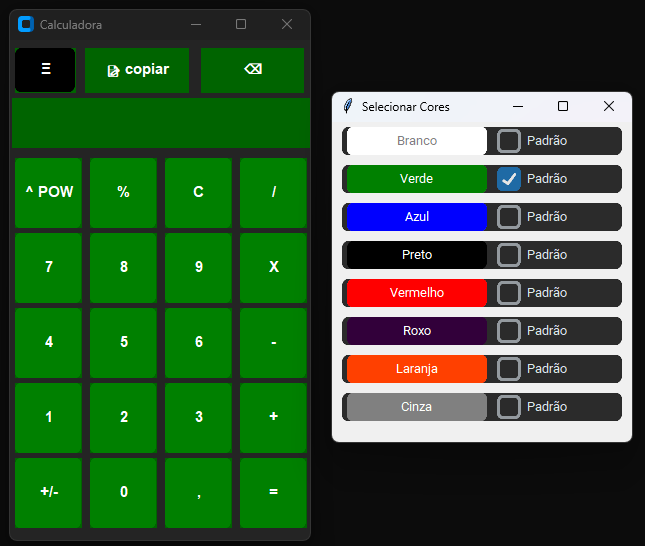 Calculadora
Ξ copiar ⌫
^ POW % C /
7 8 9 X
4 5 6 -
1 2 3 +
+/- 0 , =
Selecionar Cores
Branco Padrão
Verde Padrão
Azul Padrão
Preto Padrão
Vermelho Padrão
Roxo Padrão
Laranja Padrão
Cinza Padrão